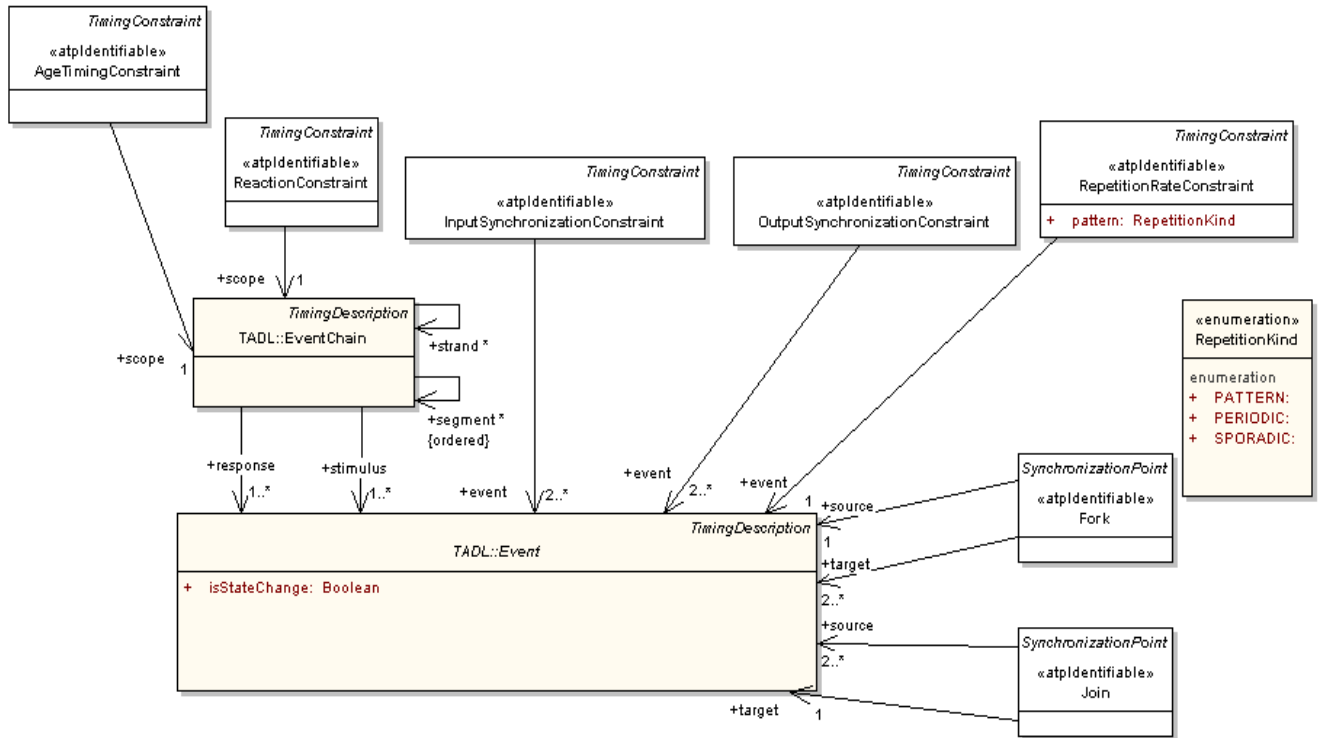 TimingConstraint
«atpIdentifiable»
AgeTimingConstraint
TimingConstraint
«atpIdentifiable»
ReactionConstraint
TimingConstraint
«atpIdentifiable»
InputSynchronizationConstraint
TimingConstraint
«atpIdentifiable»
OutputSynchronizationConstraint
TimingConstraint
«atpIdentifiable»
RepetitionRateConstraint
+ pattern: RepetitionKind
+scope
1
+scope
1
TimingDescription
TADL::EventChain
+strand *
+segment *
{ordered}
«enumeration»
RepetitionKind
enumeration
+ PATTERN:
+ PERIODIC:
+ SPORADIC:
+response
1..*
+stimulus
1..*
+event
2..*
+event
2..*
+event
1
TimingDescription
TADL::Event
+ isStateChange: Boolean
+source
1
+target
2..*
SynchronizationPoint
«atpIdentifiable»
Fork
+source
2..*
+target
1
SynchronizationPoint
«atpIdentifiable»
Join